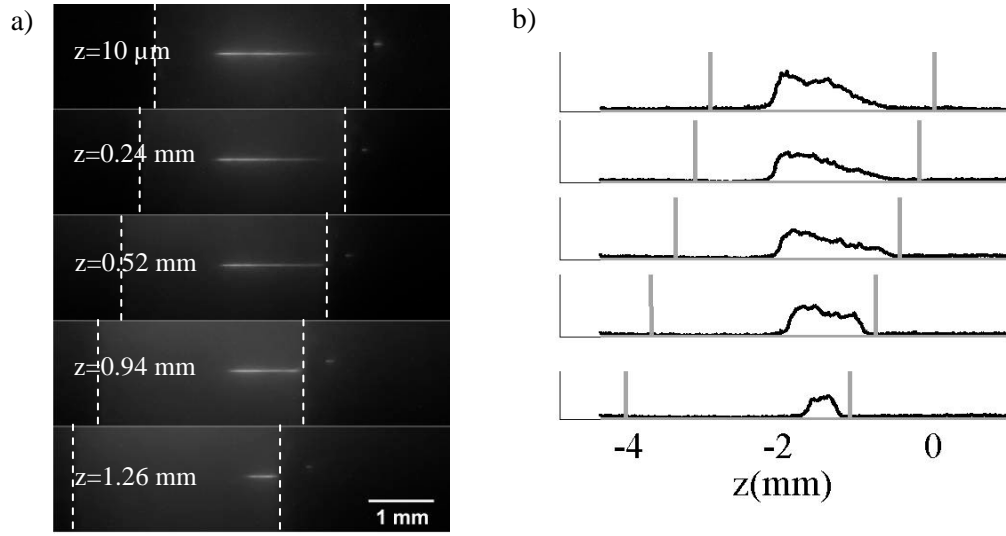 a)
z=10 µm
z=0.24 mm
z=0.52 mm
z=0.94 mm
z=1.26 mm
1 mm
b)
-4 -2 0
z(mm)